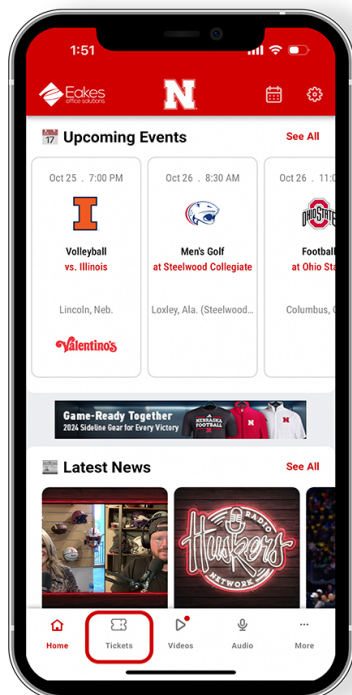 1:51
Eakes
office solutions
N
Upcoming Events
See All
Oct 25 . 7:00 PM
Oct 26 . 8:30 AM
Oct 26 . 11:0
I
OHIO STATE
Volleyball
Men's Golf
Football
vs. Illinois
at Steelwood Collegiate
at Ohio Sta
Lincoln, Neb.
Loxley, Ala. (Steelwood...
Columbus,
Valentino's
Game-Ready Together
2024 Sideline Gear for Every Victory
NEBRASKA
FOOTBALL
N
N
17
Latest News
See All
RADIO
Huskers
NETWORK
Home
Tickets
Videos
Audio
More